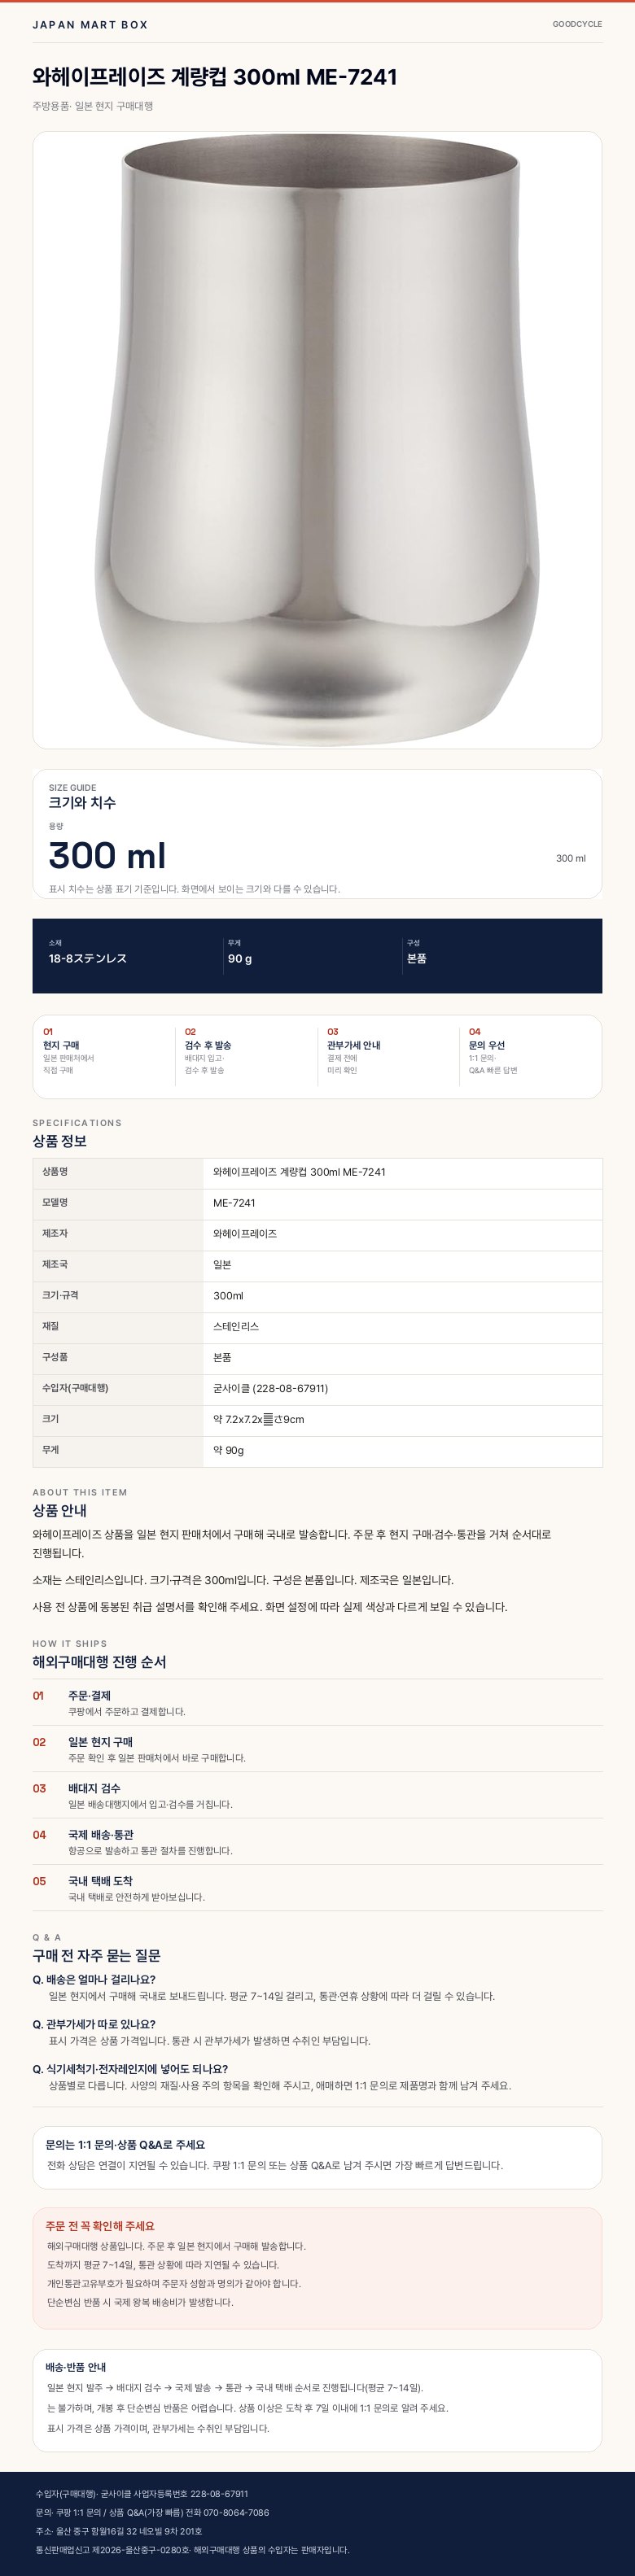 JAPAN MART BOX
GOODCYCLE
와헤이프레이즈 계량컵 300ml ME-7241
주방용품· 일본 현지 구매대행
SIZE GUIDE
크기와 치수
용량
300 ml
300 ml
표시 치수는 상품 표기 기준입니다. 화면에서 보이는 크기와 다를 수 있습니다.
소재
18-8ステンレス
무게
90 g
구성
본품
01
현지 구매
일본 판매처에서
직접 구매
02
검수 후 발송
배대지 입고·
검수 후 발송
03
관부가세 안내
결제 전에
미리 확인
04
문의 우선
1:1 문의·
Q&A 빠른 답변
SPECIFICATIONS
상품 정보
상품명 와헤이프레이즈 계량컵 300ml ME-7241
모델명 ME-7241
제조자 와헤이프레이즈
제조국 일본
크기·규격 300ml
재질 스테인리스
구성품 본품
수입자(구매대행) 굳사이클 (228-08-67911)
크기 약 7.2x7.2x 9cm
무게 약 90g
ABOUT THIS ITEM
상품 안내
와헤이프레이즈 상품을 일본 현지 판매처에서 구매해 국내로 발송합니다. 주문 후 현지 구매·검수·통관을 거쳐 순서대로
진행됩니다.
소재는 스테인리스입니다. 크기·규격은 300ml입니다. 구성은 본품입니다. 제조국은 일본입니다.
사용 전 상품에 동봉된 취급 설명서를 확인해 주세요. 화면 설정에 따라 실제 색상과 다르게 보일 수 있습니다.
HOW IT SHIPS
해외구매대행 진행 순서
01 주문·결제
쿠팡에서 주문하고 결제합니다.
02 일본 현지 구매
주문 확인 후 일본 판매처에서 바로 구매합니다.
03 배대지 검수
일본 배송대행지에서 입고·검수를 거칩니다.
04 국제 배송·통관
항공으로 발송하고 통관 절차를 진행합니다.
05 국내 택배 도착
국내 택배로 안전하게 받아보십니다.
Q & A
구매 전 자주 묻는 질문
Q. 배송은 얼마나 걸리나요?
일본 현지에서 구매해 국내로 보내드립니다. 평균 7~14일 걸리고, 통관·연휴 상황에 따라 더 걸릴 수 있습니다.
Q. 관부가세가 따로 있나요?
표시 가격은 상품 가격입니다. 통관 시 관부가세가 발생하면 수취인 부담입니다.
Q. 식기세척기·전자레인지에 넣어도 되나요?
상품별로 다릅니다. 사양의 재질·사용 주의 항목을 확인해 주시고, 애매하면 1:1 문의로 제품명과 함께 남겨 주세요.
문의는 1:1 문의·상품 Q&A로 주세요
전화 상담은 연결이 지연될 수 있습니다. 쿠팡 1:1 문의 또는 상품 Q&A로 남겨 주시면 가장 빠르게 답변드립니다.
주문 전 꼭 확인해 주세요
해외구매대행 상품입니다. 주문 후 일본 현지에서 구매해 발송합니다.
도착까지 평균 7~14일, 통관 상황에 따라 지연될 수 있습니다.
개인통관고유부호가 필요하며 주문자 성함과 명의가 같아야 합니다.
단순변심 반품 시 국제 왕복 배송비가 발생합니다.
배송·반품 안내
일본 현지 발주 → 배대지 검수 → 국제 발송 → 통관 → 국내 택배 순서로 진행됩니다(평균 7~14일).
는 불가하며, 개봉 후 단순변심 반품은 어렵습니다. 상품 이상은 도착 후 7일 이내에 1:1 문의로 알려 주세요.
표시 가격은 상품 가격이며, 관부가세는 수취인 부담입니다.
수입자(구매대행)· 굳사이클 사업자등록번호 228-08-67911
문의· 쿠팡 1:1 문의 / 상품 Q&A(가장 빠름) 전화 070-8064-7086
주소· 울산 중구 함월16길 32 네오빌 9차 201호
통신판매업신고 제2026-울산중구-0280호· 해외구매대행 상품의 수입자는 판매자입니다.